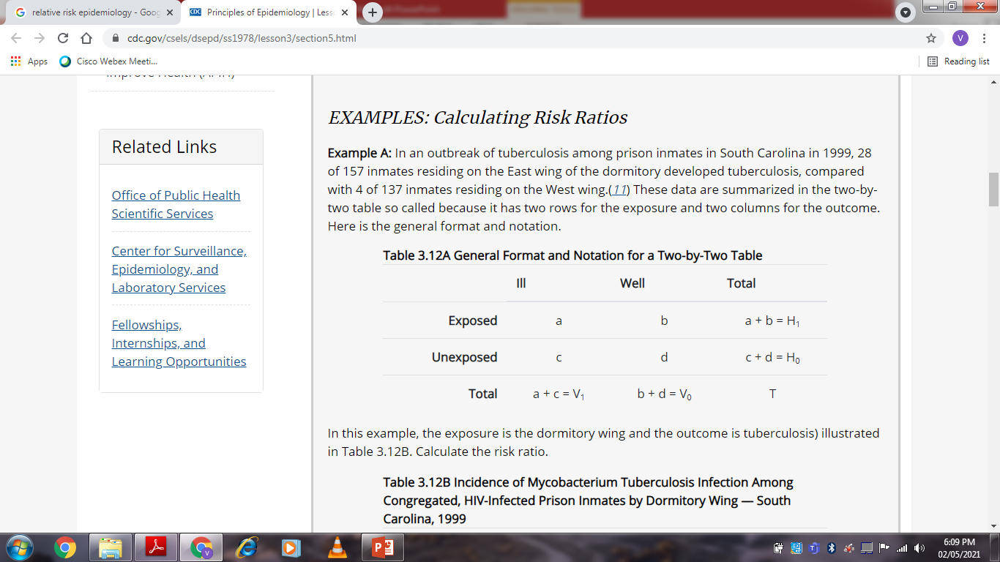 relative risk epidemiology - Goog
CDC Principles of Epidemiology | Less
cdc.gov/csels/dsepd/ss1978/lesson3/section5.html
V
Apps Cisco Webex Meeti... Reading list
Related Links
Office of Public Health
Scientific Services
Center for Surveillance,
Epidemiology, and
Laboratory Services
Fellowships,
Internships, and
Learning Opportunities
EXAMPLES: Calculating Risk Ratios
Example A: In an outbreak of tuberculosis among prison inmates in South Carolina in 1999, 28
of 157 inmates residing on the East wing of the dormitory developed tuberculosis, compared
with 4 of 137 inmates residing on the West wing.(11) These data are summarized in the two-by-
two table so called because it has two rows for the exposure and two columns for the outcome.
Here is the general format and notation.
Table 3.12A General Format and Notation for a Two-by-Two Table
Ill Well Total
Exposed a b a + b = H₁
Unexposed c d c + d = H₀
Total a + c = V₁ b + d = V₀ T
In this example, the exposure is the dormitory wing and the outcome is tuberculosis) illustrated
in Table 3.12B. Calculate the risk ratio.
Table 3.12B Incidence of Mycobacterium Tuberculosis Infection Among
Congregated, HIV-Infected Prison Inmates by Dormitory Wing — South
Carolina, 1999
6:09 PM
02/05/2021